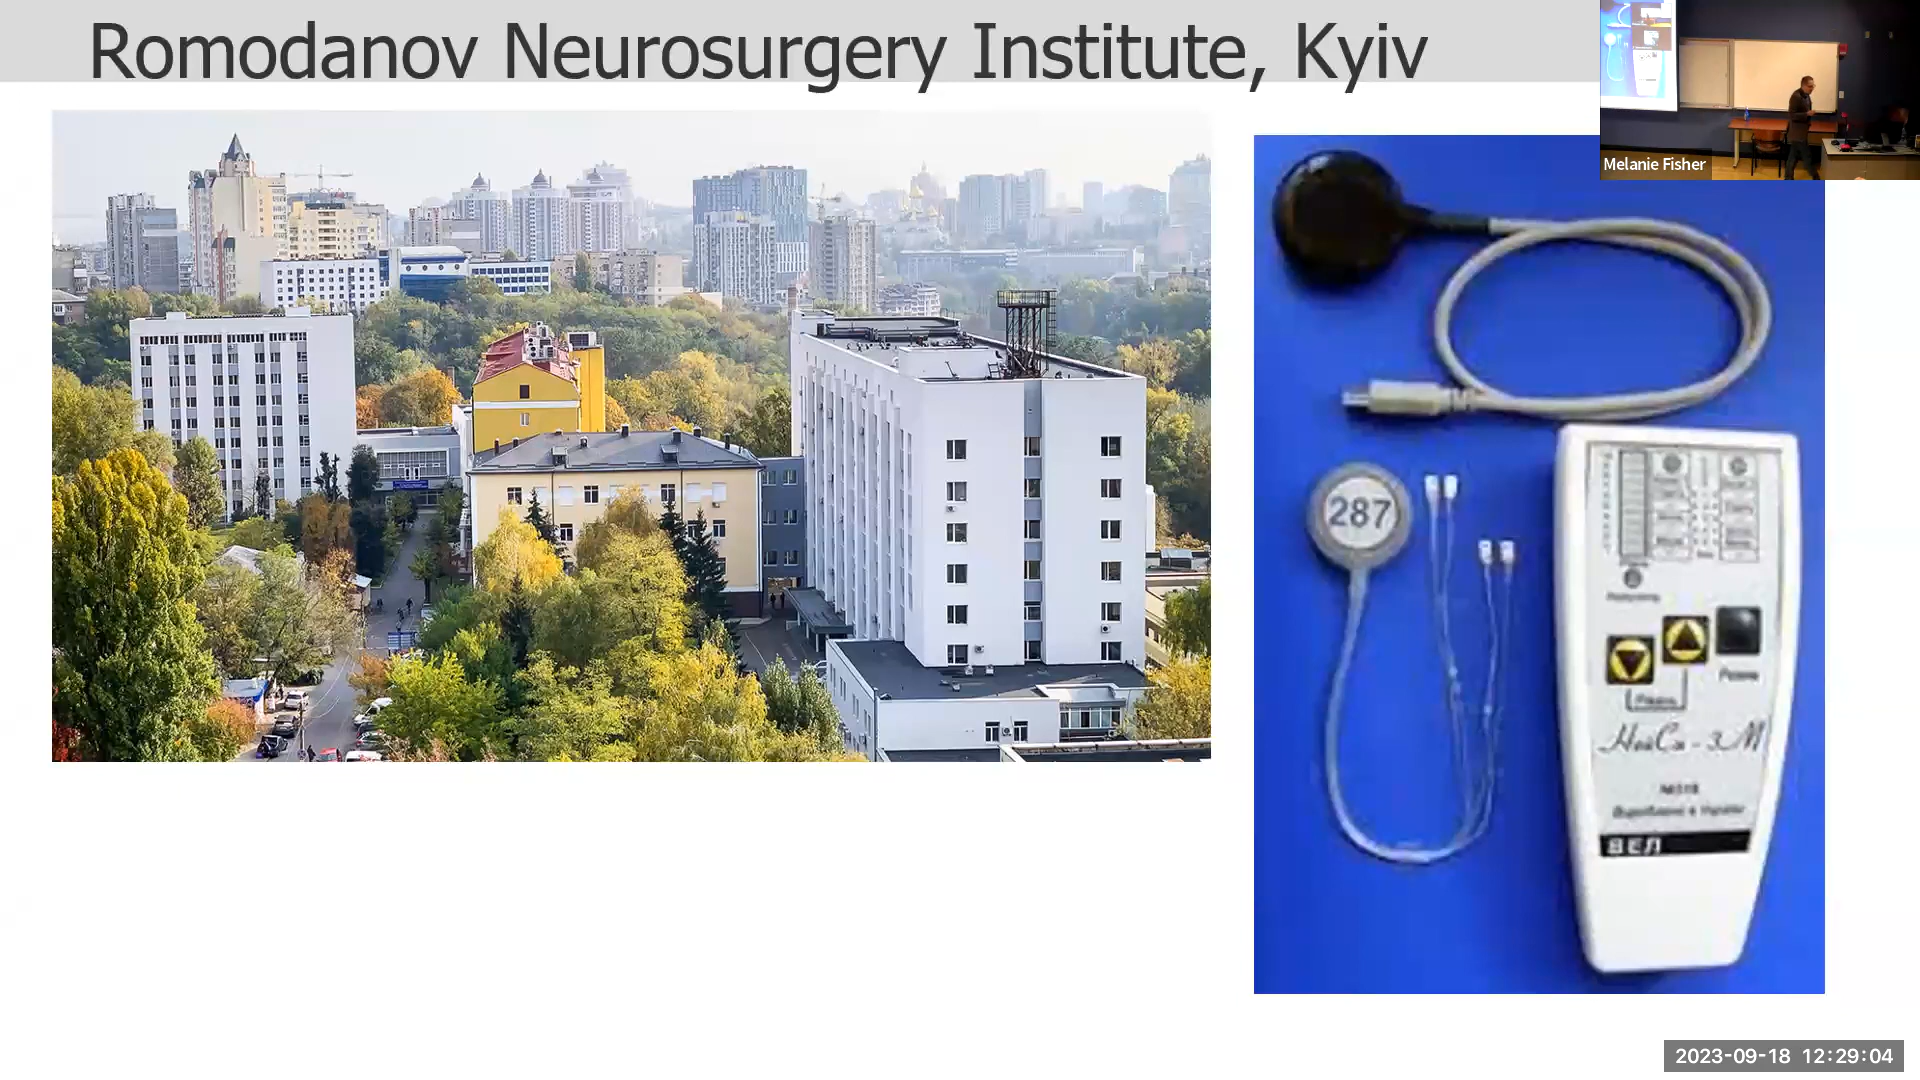 Romodanov Neurosurgery Institute, Kyiv
Melanie Fisher
287
НейСи-3М
ВЕЛ
2023-09-18 12:29:04